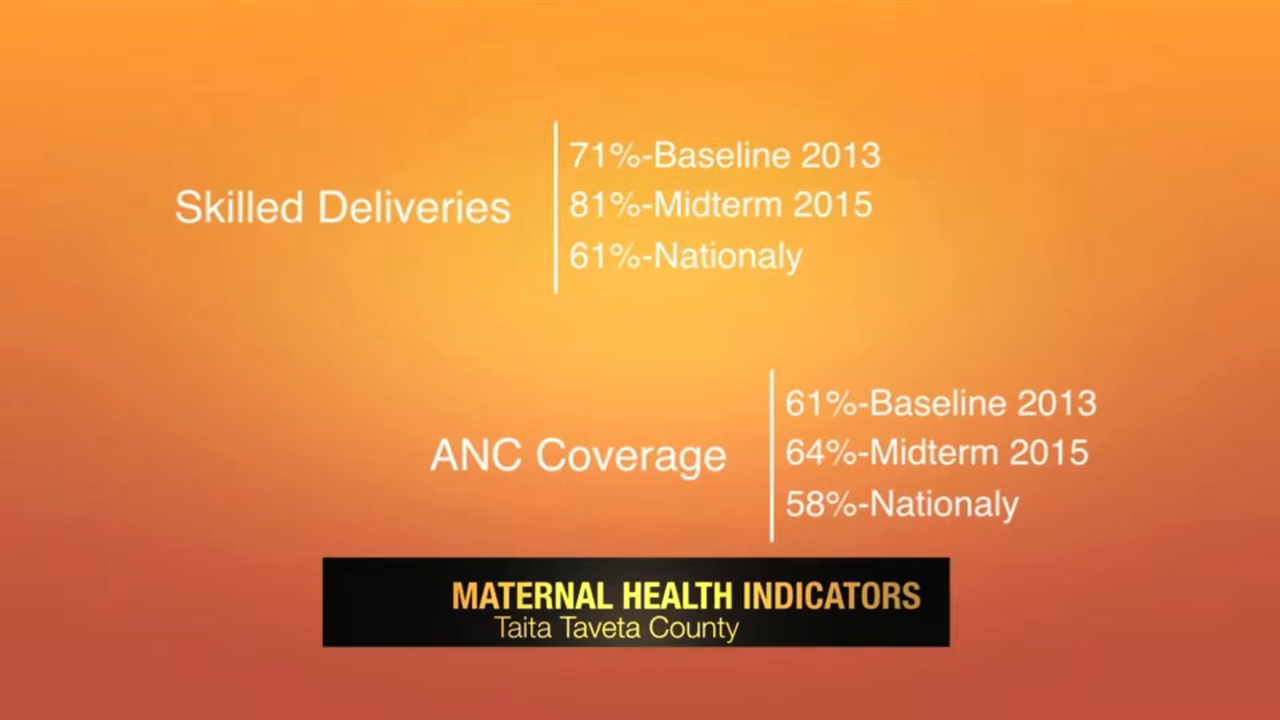 Skilled Deliveries
71%-Baseline 2013
81%-Midterm 2015
61%-Nationaly
ANC Coverage
61%-Baseline 2013
64%-Midterm 2015
58%-Nationaly
MATERNAL HEALTH INDICATORS
Taita Taveta County